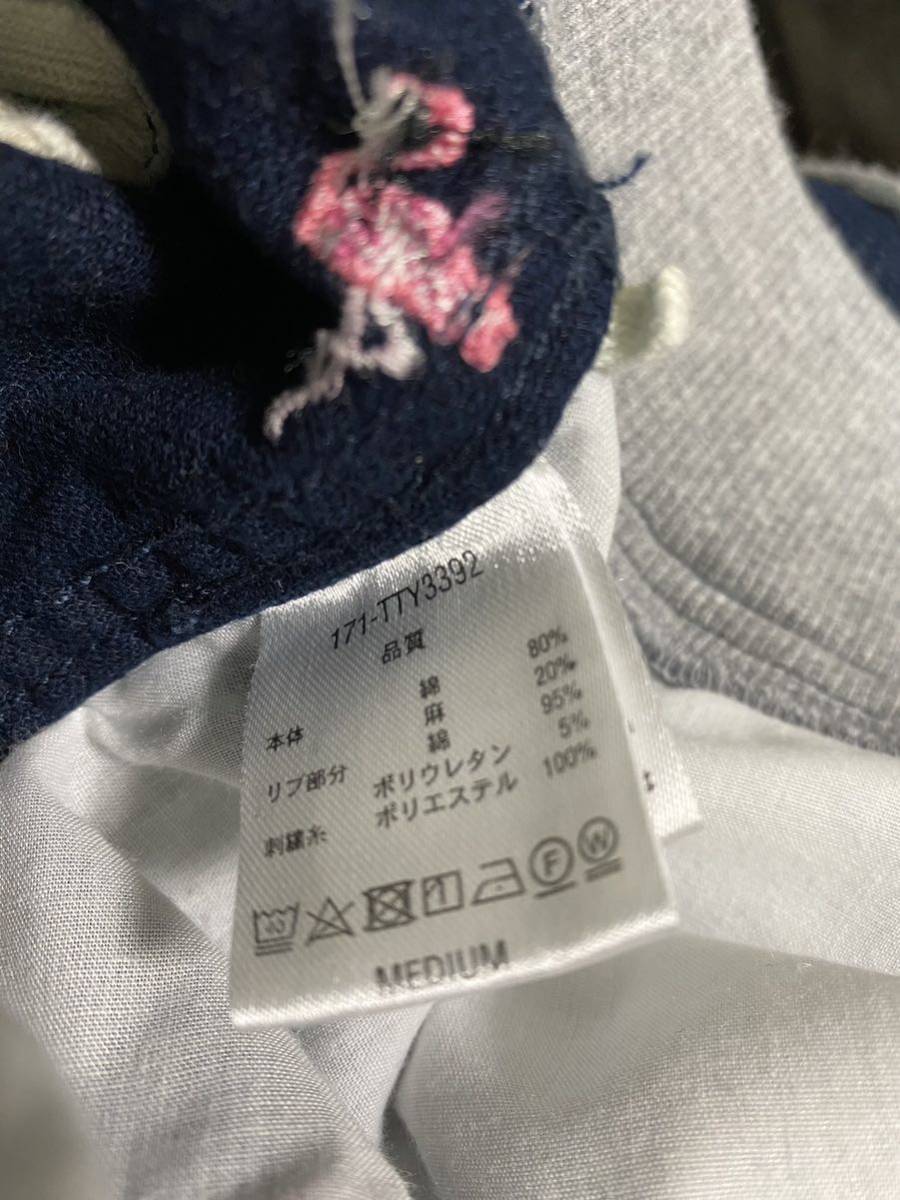 171-TTY3392
品質
本体 綿 80%
麻 20%
リブ部分 綿 95%
ポリウレタン 5%
刺繍糸 ポリエステル 100%
F W
MEDIUM